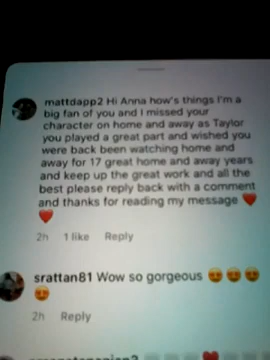 mattdapp2 Hi Anna how's things I'm a
big fan of you and I missed your
character on home and away as Taylor
you played a great part and wished you
were back been watching home and
away for 17 great home and away years
and keep up the great work and all the
best please reply back with a comment
and thanks for reading my message ❤️
❤️
2h 1 like Reply
srattan81 Wow so gorgeous 😍😍😍
😍
2h Reply